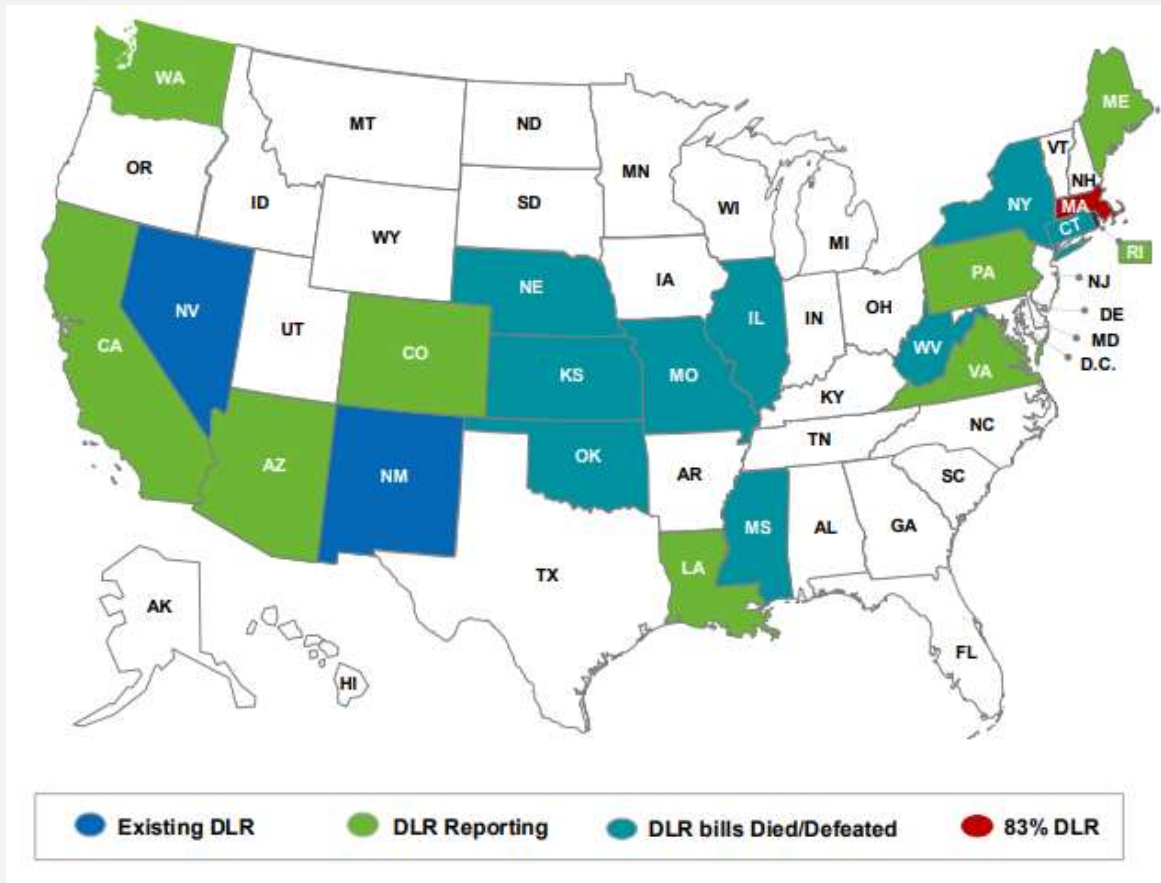 WA
MT
ND
MN
ME
VT
NH
OR
ID
SD
WI
NY
MA
CT
WY
MI
RI
IA
PA
NE
NJ
NV
UT
IL
IN
OH
DE
CA
CO
WV
MD
KS
MO
VA
D.C.
KY
NC
TN
AZ
NM
OK
AR
SC
MS
AL
GA
TX
LA
AK
FL
HI
Existing DLR
DLR Reporting
DLR bills Died/Defeated
83% DLR